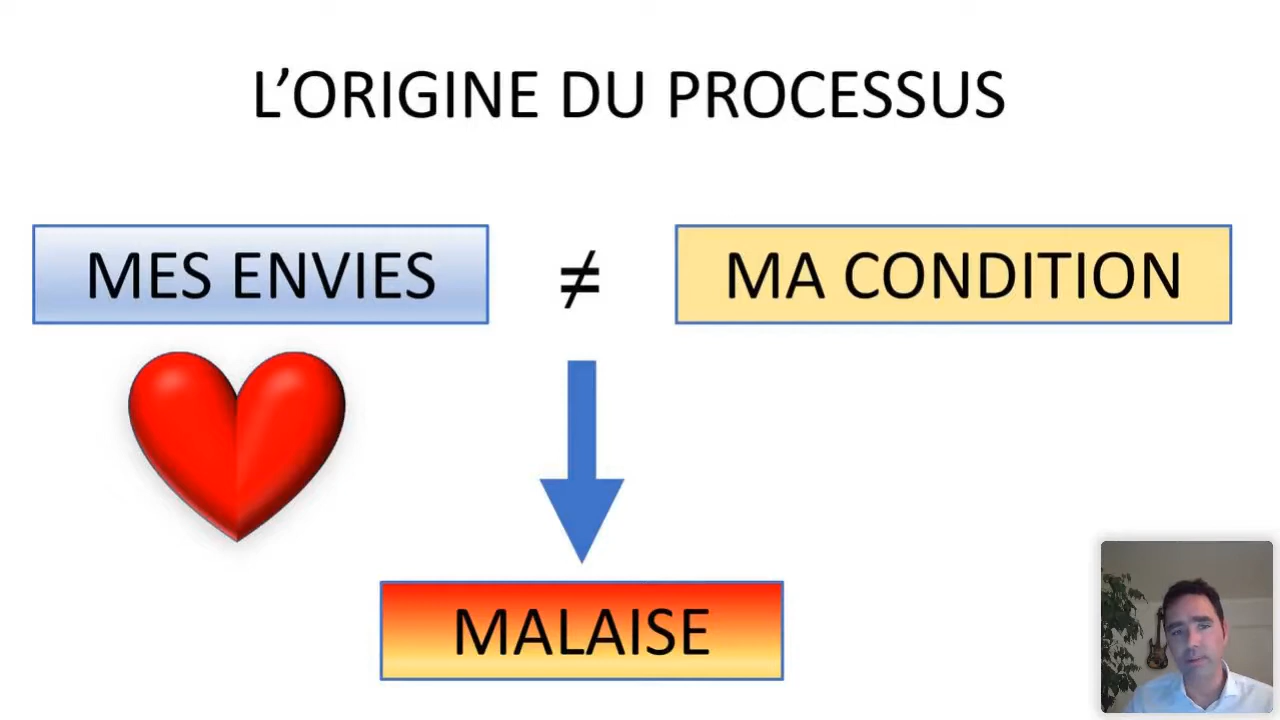 L’ORIGINE DU PROCESSUS
MES ENVIES ≠ MA CONDITION
MALAISE